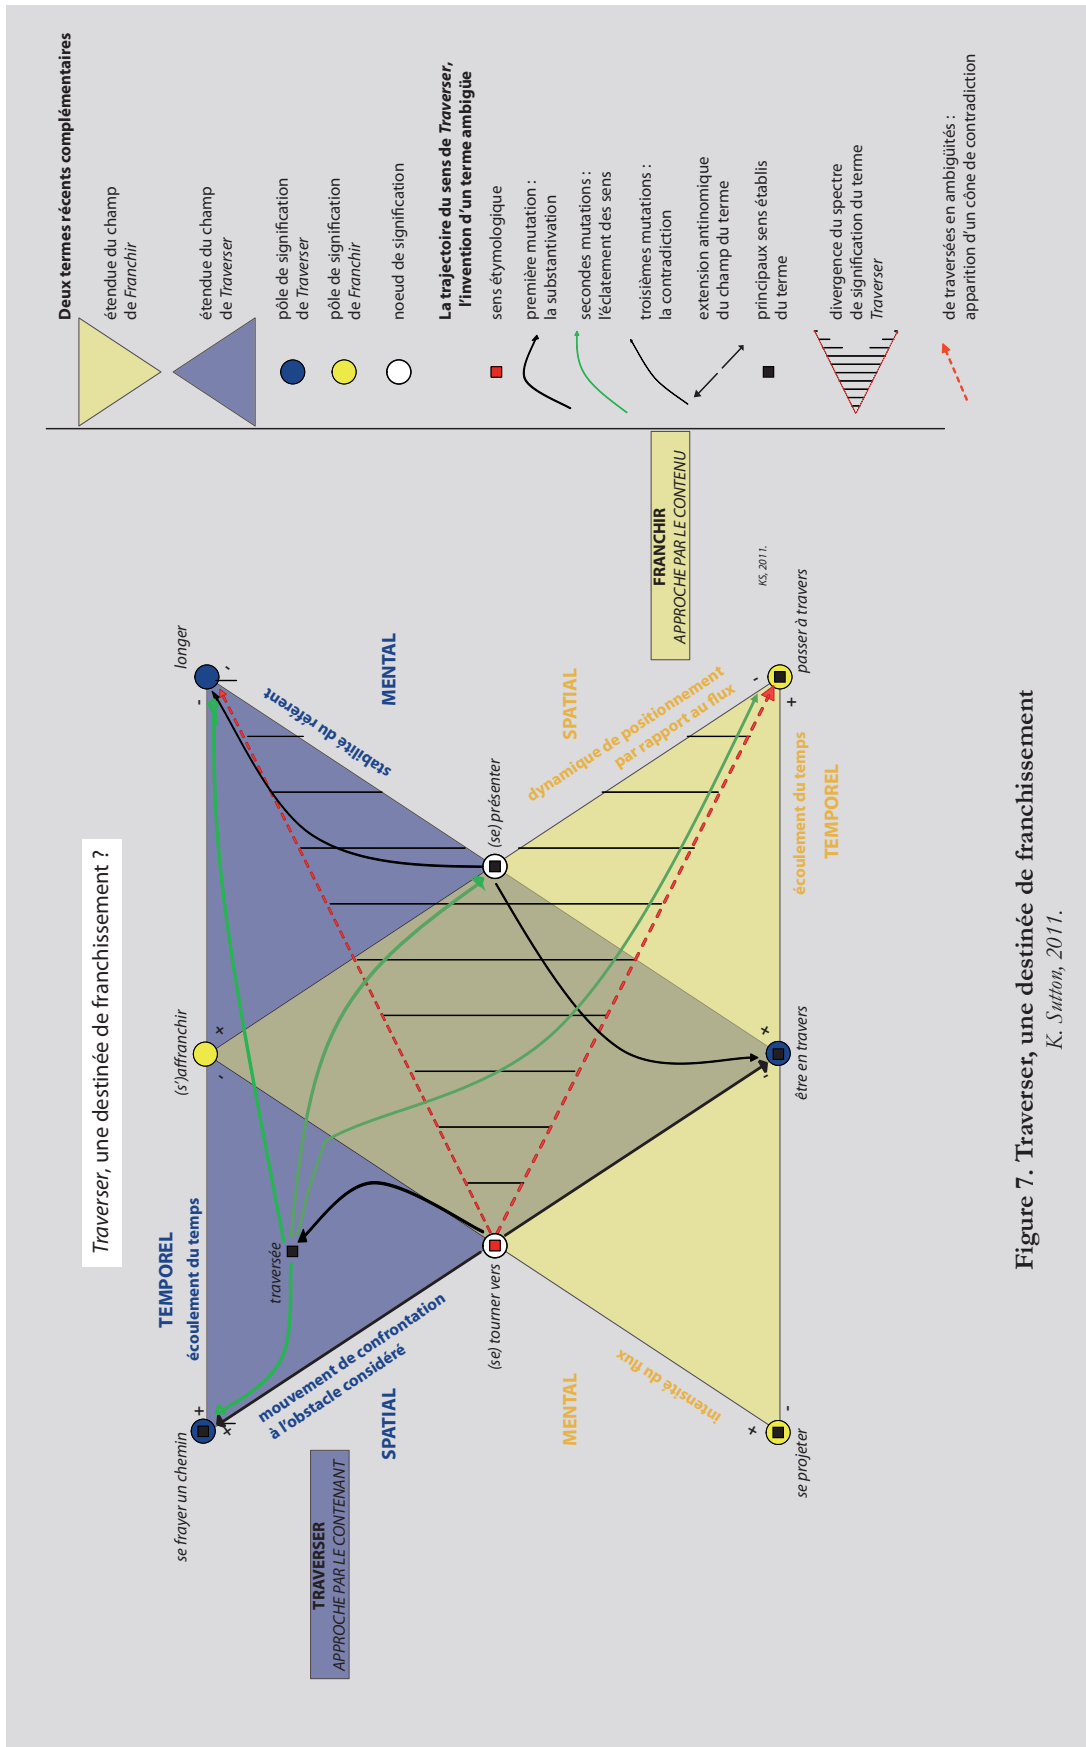 Traverser, une destinée de franchissement ?
TRAVERSER
APPROCHE PAR LE CONTENANT
se frayer un chemin
+
+
TEMPOREL
écoulement du temps
(s')affranchir
-
+
longer
-
-
traversée
mouvement de confrontation
à l'obstacle considéré
SPATIAL
stabilité du référent
MENTAL
(se) tourner vers
(se) présenter
MENTAL
intensité du flux
SPATIAL
dynamique de positionnement
par rapport au flux
se projeter
+
-
être en travers
-
+
écoulement du temps
TEMPOREL
passer à travers
-
+
FRANCHIR
APPROCHE PAR LE CONTENU
KS, 2011.
Deux termes récents complémentaires
étendue du champ
de Franchir
étendue du champ
de Traverser
pôle de signification
de Traverser
pôle de signification
de Franchir
noeud de signification
La trajectoire du sens de Traverser,
l'invention d'un terme ambigüe
sens étymologique
première mutation :
la substantivation
secondes mutations :
l'éclatement des sens
troisièmes mutations :
la contradiction
extension antinomique
du champ du terme
principaux sens établis
du terme
divergence du spectre
de signification du terme
Traverser
de traversées en ambigüités :
apparition d'un cône de contradiction
Figure 7. Traverser, une destinée de franchissement
K. Sutton, 2011.